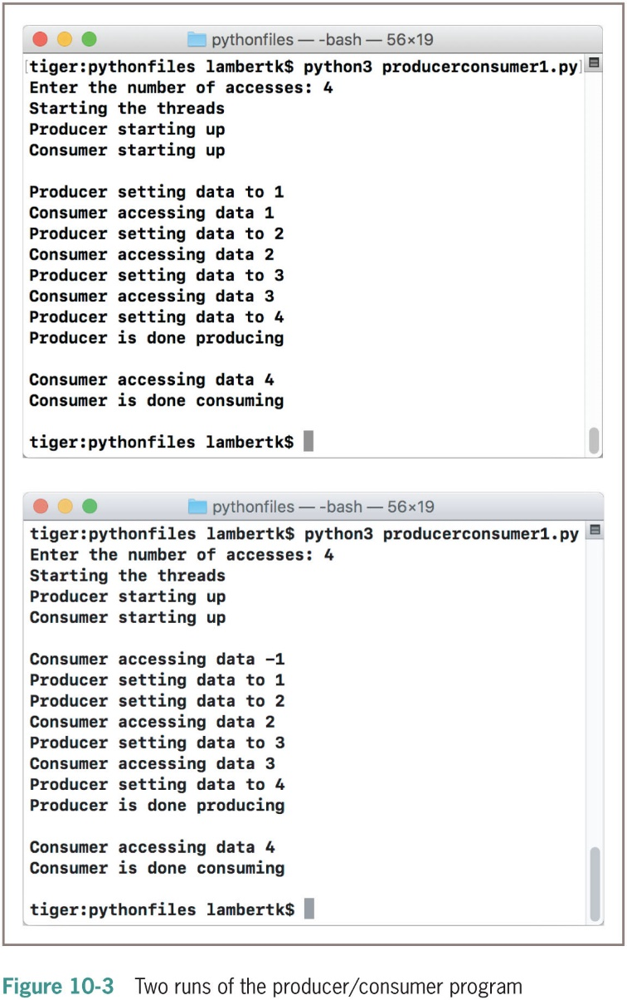 pythonfiles — -bash — 56×19
[tiger:pythonfiles lambertk$ python3 producerconsumer1.py]
Enter the number of accesses: 4
Starting the threads
Producer starting up
Consumer starting up
Producer setting data to 1
Consumer accessing data 1
Producer setting data to 2
Consumer accessing data 2
Producer setting data to 3
Consumer accessing data 3
Producer setting data to 4
Producer is done producing
Consumer accessing data 4
Consumer is done consuming
tiger:pythonfiles lambertk$
pythonfiles — -bash — 56×19
tiger:pythonfiles lambertk$ python3 producerconsumer1.py
Enter the number of accesses: 4
Starting the threads
Producer starting up
Consumer starting up
Consumer accessing data -1
Producer setting data to 1
Producer setting data to 2
Consumer accessing data 2
Producer setting data to 3
Consumer accessing data 3
Producer setting data to 4
Producer is done producing
Consumer accessing data 4
Consumer is done consuming
tiger:pythonfiles lambertk$
Figure 10-3 Two runs of the producer/consumer program